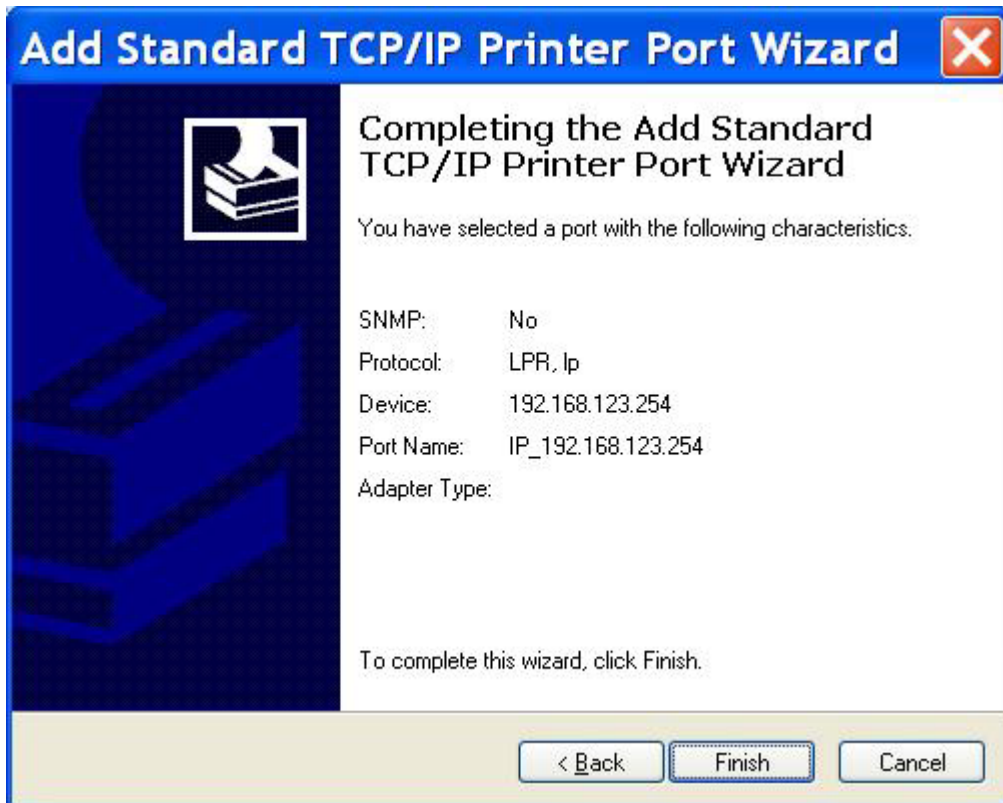 Add Standard TCP/IP Printer Port Wizard
Completing the Add Standard
TCP/IP Printer Port Wizard
You have selected a port with the following characteristics.
SNMP: No
Protocol: LPR, lp
Device: 192.168.123.254
Port Name: IP_192.168.123.254
Adapter Type:
To complete this wizard, click Finish.
< Back Finish Cancel